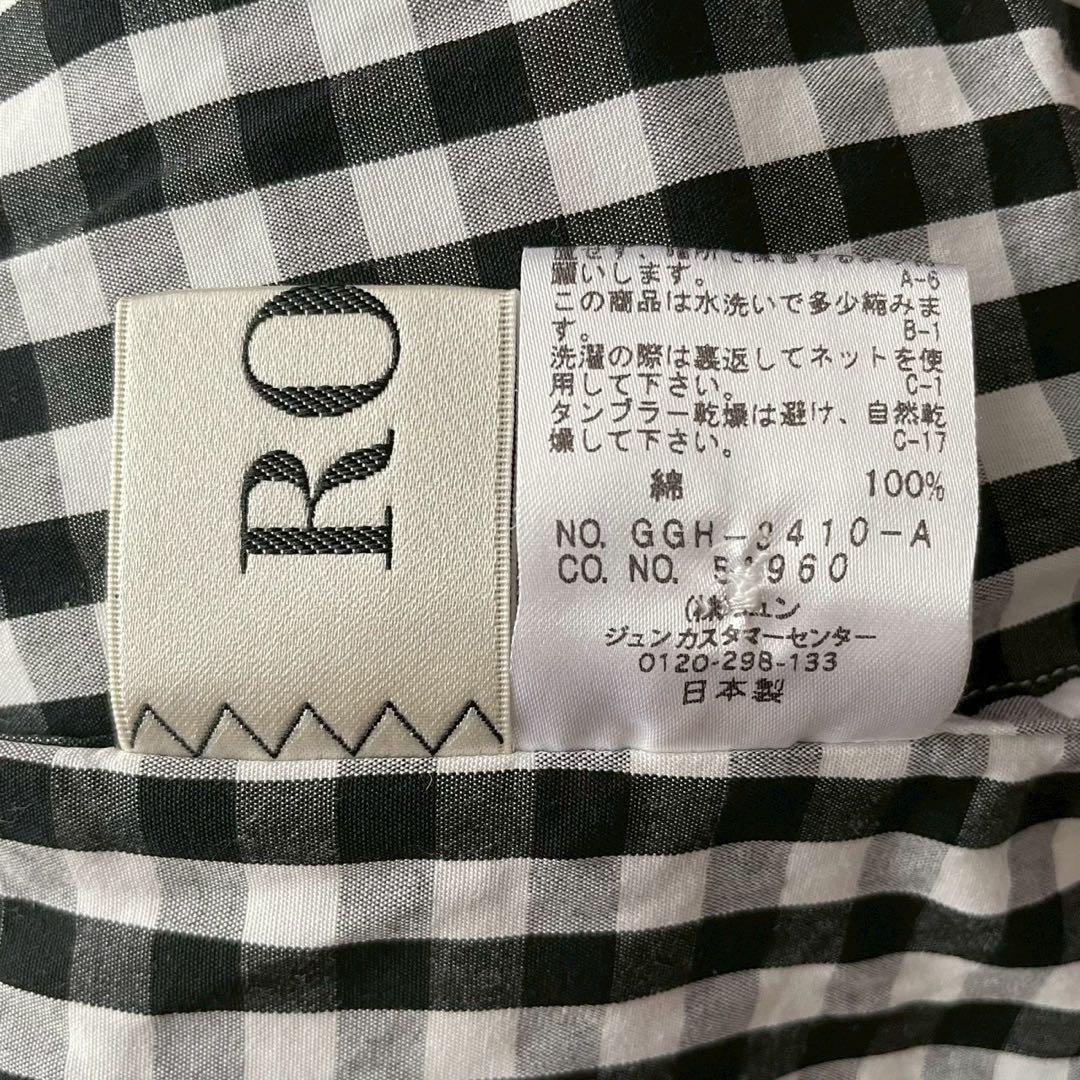 RO
願いします。 A-6
この商品は水洗いで多少縮みま
す。 B-1
洗濯の際は裏返してネットを使
用して下さい。 C-1
タンブラー乾燥は避け、自然乾
燥して下さい。 C-17
綿 100%
NO.
CO. NO.
ジュンカスタマーセンター
0120-298-133
日本製